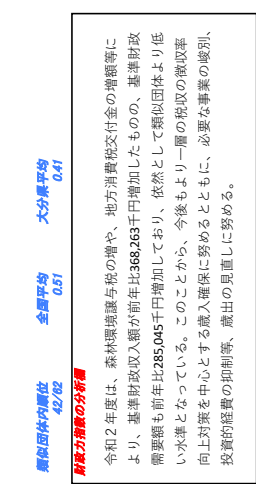 類似団体内順位 全国平均 大分県平均
42/62 0.51 0.41
財政力指数の分析欄
令和２年度は、森林環境譲与税の増や、地方消費税交付金の増額等に
より、基準財政収入額が前年比368,263千円増加したものの、基準財政
需要額も前年比285,045千円増加しており、依然として類似団体より低
い水準となっている。このことから、今後もより一層の税収の徴収率
向上対策を中心とする歳入確保に努めるとともに、必要な事業の峻別、
投資的経費の抑制等、歳出の見直しに努める。